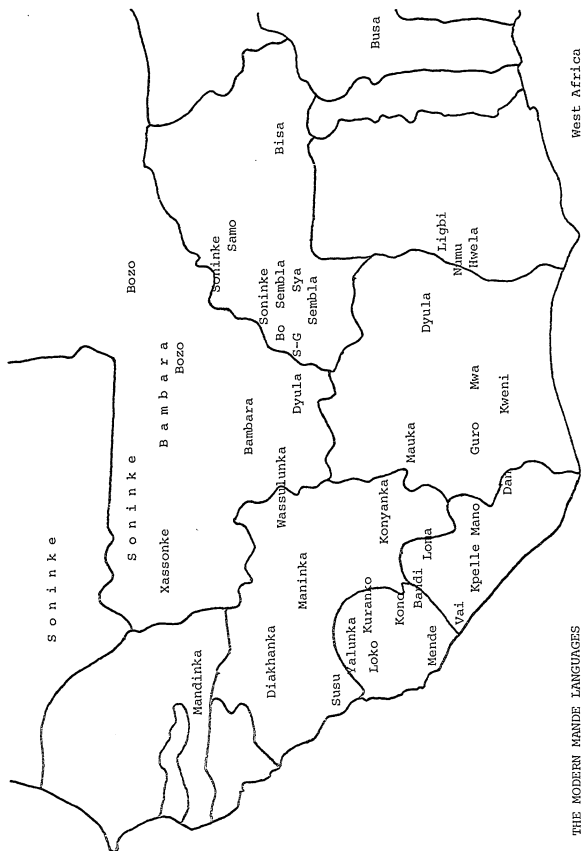 Soninke
Soninke
Bozo
Bambara
Bozo
Xassonke
Soninke
Samo
Bisa
Busa
Soninke
Bo
Sembla
S-G
Sya
Sembla
Bambara
Dyula
Wassulunka
Mandinka
Diakhanka
Maninka
Konyanka
Mauka
Dyula
Ligbi
Numu
Hwela
Susu
Yalunka
Loko
Kuranko
Kono
Mende
Bandi
Loma
Vai
Kpelle
Mano
Dan
Guro
Mwa
Kweni
West Africa
THE MODERN MANDE LANGUAGES